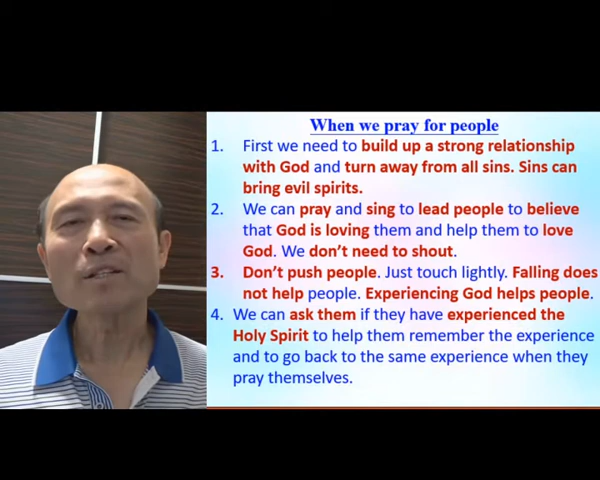 When we pray for people
1. First we need to build up a strong relationship
with God and turn away from all sins. Sins can
bring evil spirits.
2. We can pray and sing to lead people to believe
that God is loving them and help them to love
God. We don't need to shout.
3. Don't push people. Just touch lightly. Falling does
not help people. Experiencing God helps people.
4. We can ask them if they have experienced the
Holy Spirit to help them remember the experience
and to go back to the same experience when they
pray themselves.